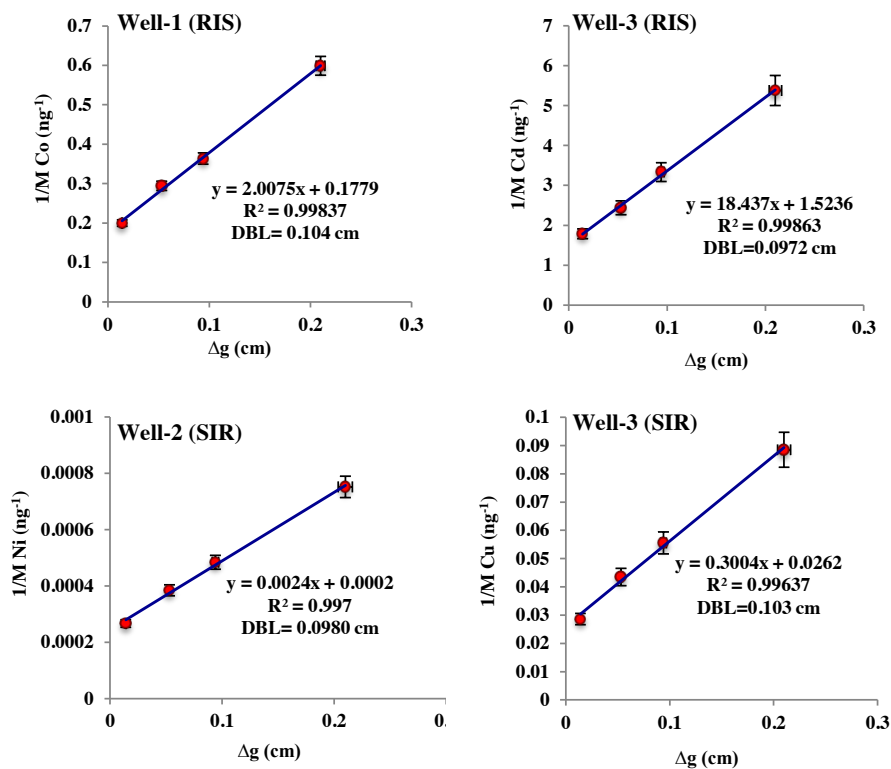 Well-1 (RIS)
0.7
0.6
0.5
0.4
0.3
0.2
0.1
0
1/M Co (ng⁻¹)
y = 2.0075x + 0.1779
R² = 0.99837
DBL= 0.104 cm
0
0.1
0.2
0.3
Δg (cm)
Well-3 (RIS)
7
6
5
4
3
2
1
0
1/M Cd (ng⁻¹)
y = 18.437x + 1.5236
R² = 0.99863
DBL=0.0972 cm
0
0.1
0.2
0.3
Δg (cm)
Well-2 (SIR)
0.001
0.0008
0.0006
0.0004
0.0002
0
1/M Ni (ng⁻¹)
y = 0.0024x + 0.0002
R² = 0.997
DBL= 0.0980 cm
0
0.1
0.2
Δg (cm)
Well-3 (SIR)
0.1
0.09
0.08
0.07
0.06
0.05
0.04
0.03
0.02
0.01
0
1/M Cu (ng⁻¹)
y = 0.3004x + 0.0262
R² = 0.99637
DBL=0.103 cm
0
0.1
0.2
0.3
Δg (cm)